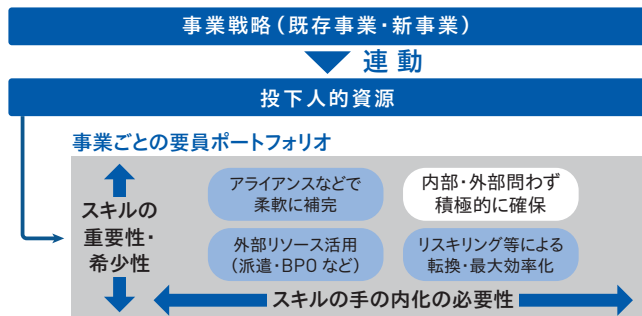 事業戦略(既存事業・新事業)
連動
投下人的資源
事業ごとの要員ポートフォリオ
スキルの
重要性・
希少性
アライアンスなどで
柔軟に補完
内部・外部問わず
積極的に確保
外部リソース活用
(派遣・BPO など)
リスキリング等による
転換・最大効率化
スキルの手の内化の必要性